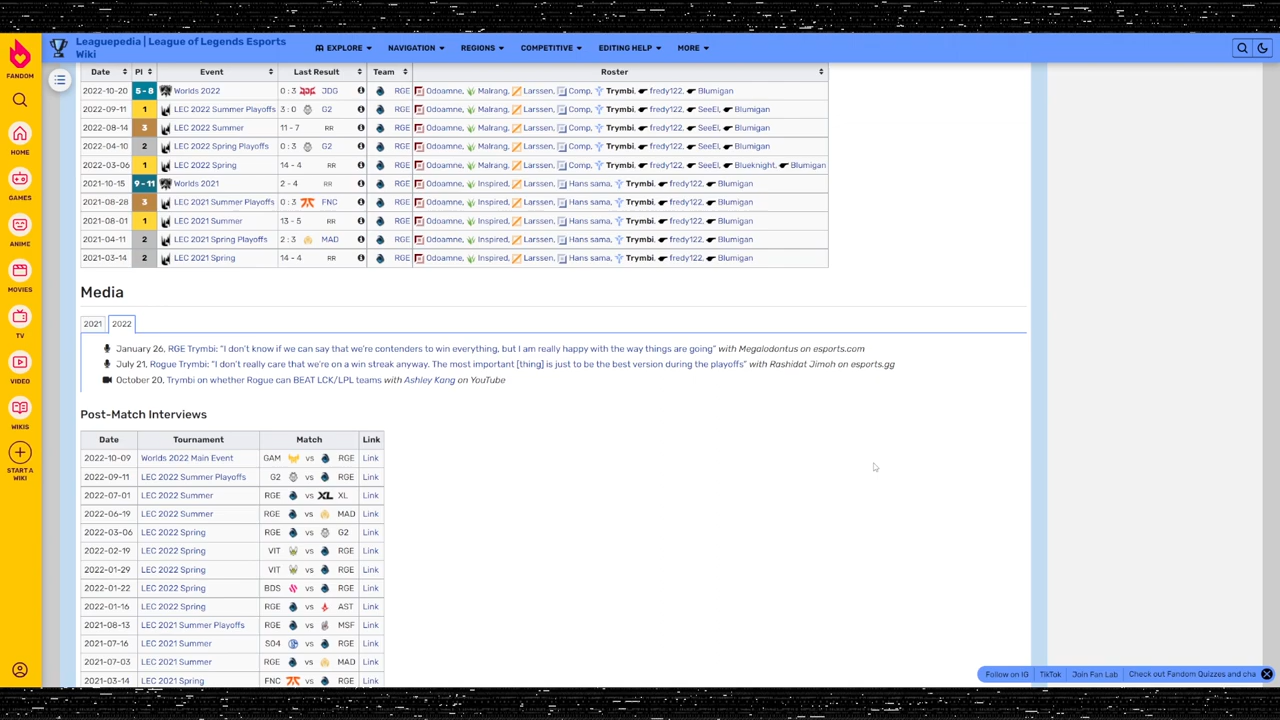 Leaguepedia | League of Legends Esports
Wiki
EXPLORE NAVIGATION REGIONS COMPETITIVE EDITING HELP MORE
FANDOM
HOME
GAMES
ANIME
MOVIES
TV
VIDEO
WIKIS
START A
WIKI
Date Pl Event Last Result Team Roster
2022-10-20 5 - 8 Worlds 2022 0 : 3 JDG RGE Odoamne, Malrang, Larssen, Comp, Trymbi, fredy122, Blumigan
2022-09-11 1 LEC 2022 Summer Playoffs 3 : 0 G2 RGE Odoamne, Malrang, Larssen, Comp, Trymbi, fredy122, SeeEl, Blumigan
2022-08-14 3 LEC 2022 Summer 11 - 7 RR RGE Odoamne, Malrang, Larssen, Comp, Trymbi, fredy122, SeeEl, Blumigan
2022-04-10 2 LEC 2022 Spring Playoffs 0 : 3 G2 RGE Odoamne, Malrang, Larssen, Comp, Trymbi, fredy122, SeeEl, Blumigan
2022-03-06 1 LEC 2022 Spring 14 - 4 RR RGE Odoamne, Malrang, Larssen, Comp, Trymbi, fredy122, SeeEl, Blueknight, Blumigan
2021-10-15 9 - 11 Worlds 2021 2 - 4 RR RGE Odoamne, Inspired, Larssen, Hans sama, Trymbi, fredy122, Blumigan
2021-08-28 3 LEC 2021 Summer Playoffs 0 : 3 FNC RGE Odoamne, Inspired, Larssen, Hans sama, Trymbi, fredy122, Blumigan
2021-08-01 1 LEC 2021 Summer 13 - 5 RR RGE Odoamne, Inspired, Larssen, Hans sama, Trymbi, fredy122, Blumigan
2021-04-11 2 LEC 2021 Spring Playoffs 2 : 3 MAD RGE Odoamne, Inspired, Larssen, Hans sama, Trymbi, fredy122, Blumigan
2021-03-14 2 LEC 2021 Spring 14 - 4 RR RGE Odoamne, Inspired, Larssen, Hans sama, Trymbi, fredy122, Blumigan
Media
2021 2022
January 26, RGE Trymbi: "I don't know if we can say that we're contenders to win everything, but I am really happy with the way things are going" with Megalodontus on esports.com
July 21, Rogue Trymbi: "I don't really care that we're on a win streak anyway. The most important [thing] is just to be the best version during the playoffs" with Rashidat Jimoh on esports.gg
October 20, Trymbi on whether Rogue can BEAT LCK/LPL teams with Ashley Kang on YouTube
Post-Match Interviews
Date Tournament Match Link
2022-10-09 Worlds 2022 Main Event GAM vs RGE Link
2022-09-11 LEC 2022 Summer Playoffs G2 vs RGE Link
2022-07-01 LEC 2022 Summer RGE vs XL XL Link
2022-06-19 LEC 2022 Summer RGE vs MAD Link
2022-03-06 LEC 2022 Spring RGE vs G2 Link
2022-02-19 LEC 2022 Spring VIT vs RGE Link
2022-01-29 LEC 2022 Spring VIT vs RGE Link
2022-01-22 LEC 2022 Spring BDS vs RGE Link
2022-01-16 LEC 2022 Spring RGE vs AST Link
2021-08-13 LEC 2021 Summer Playoffs RGE vs MSF Link
2021-07-16 LEC 2021 Summer S04 vs RGE Link
2021-07-03 LEC 2021 Summer RGE vs MAD Link
2021-03-14 LEC 2021 Spring FNC vs RGE Link
Follow on IG TikTok Join Fan Lab Check out Fandom Quizzes and cha